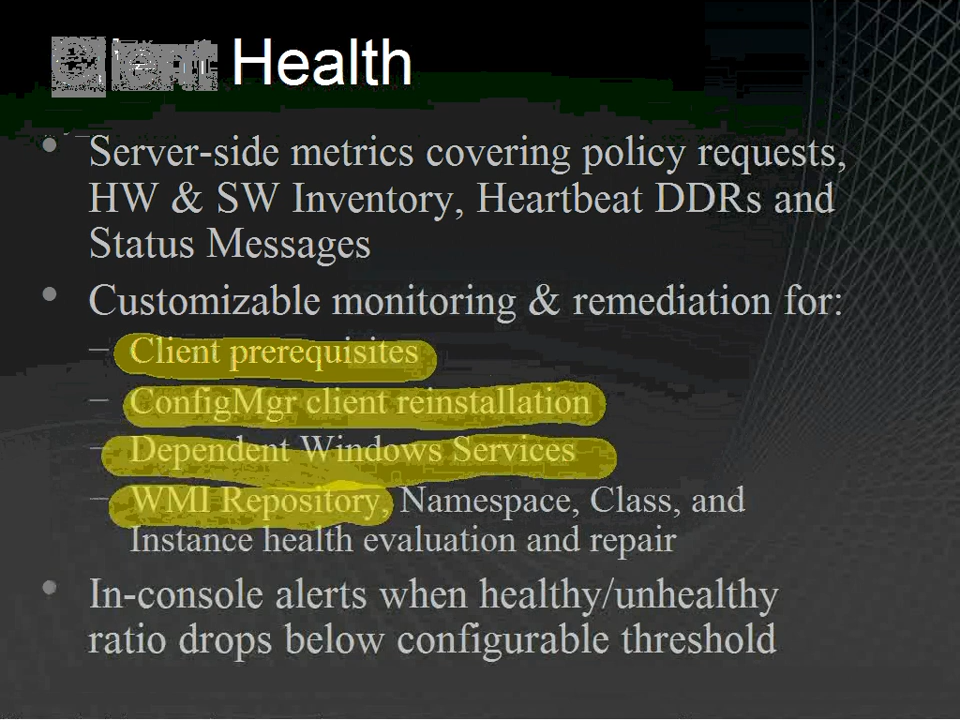 Client Health
• Server-side metrics covering policy requests,
HW & SW Inventory, Heartbeat DDRs and
Status Messages
• Customizable monitoring & remediation for:
– Client prerequisites
– ConfigMgr client reinstallation
– Dependent Windows Services
– WMI Repository, Namespace, Class, and
Instance health evaluation and repair
• In-console alerts when healthy/unhealthy
ratio drops below configurable threshold